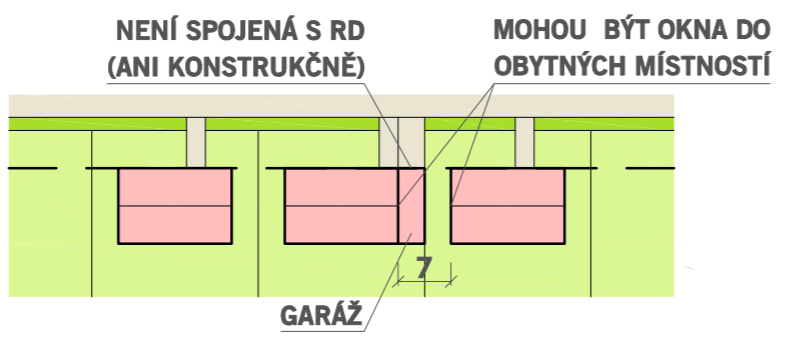 NENÍ SPOJENÁ S RD
(ANI KONSTRUKČNĚ)
MOHOU BÝT OKNA DO
OBYTNÝCH MÍSTNOSTÍ
7
GARÁŽ